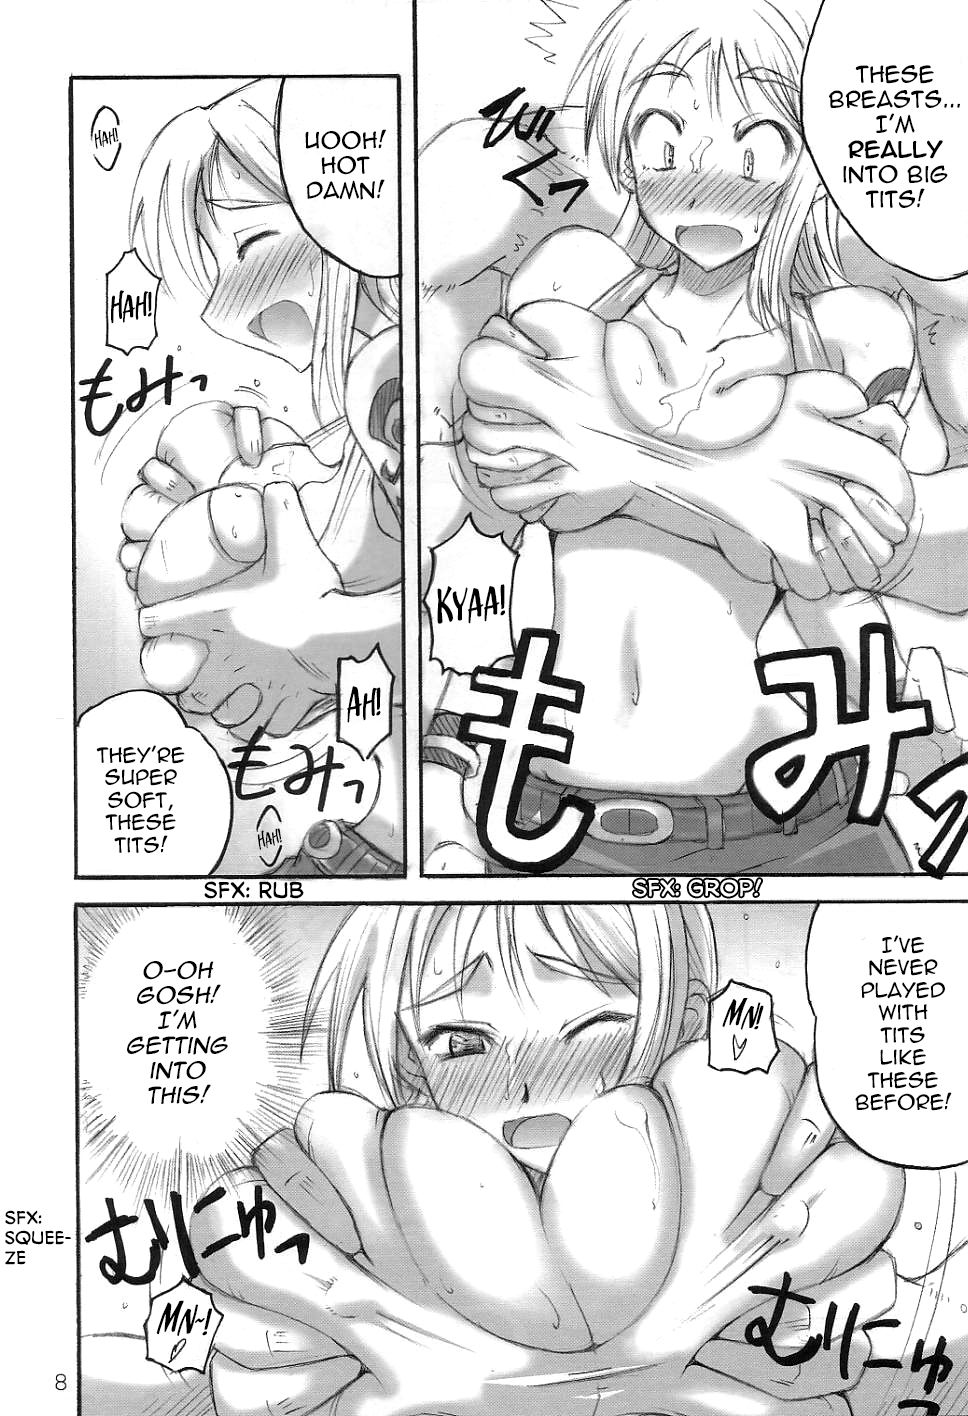 THESE
BREASTS...
I'M
REALLY
INTO BIG
TITS!
ぐいっ
KYAA!
もみっ
SFX: GROP!
UOOH!
HOT
DAMN!
HAH!
HAH!
もみっ
AH!
もみっ
HAH!
THEY'RE
SUPER
SOFT,
THESE
TITS!
SFX: RUB
I'VE
NEVER
PLAYED
WITH
TITS
LIKE
THESE
BEFORE!
MN!
♡
O-OH
GOSH!
I'M
GETTING
INTO
THIS!
むにゅっ
SFX:
SQUEE-
ZE
MN~!
♡
むにゅ
8